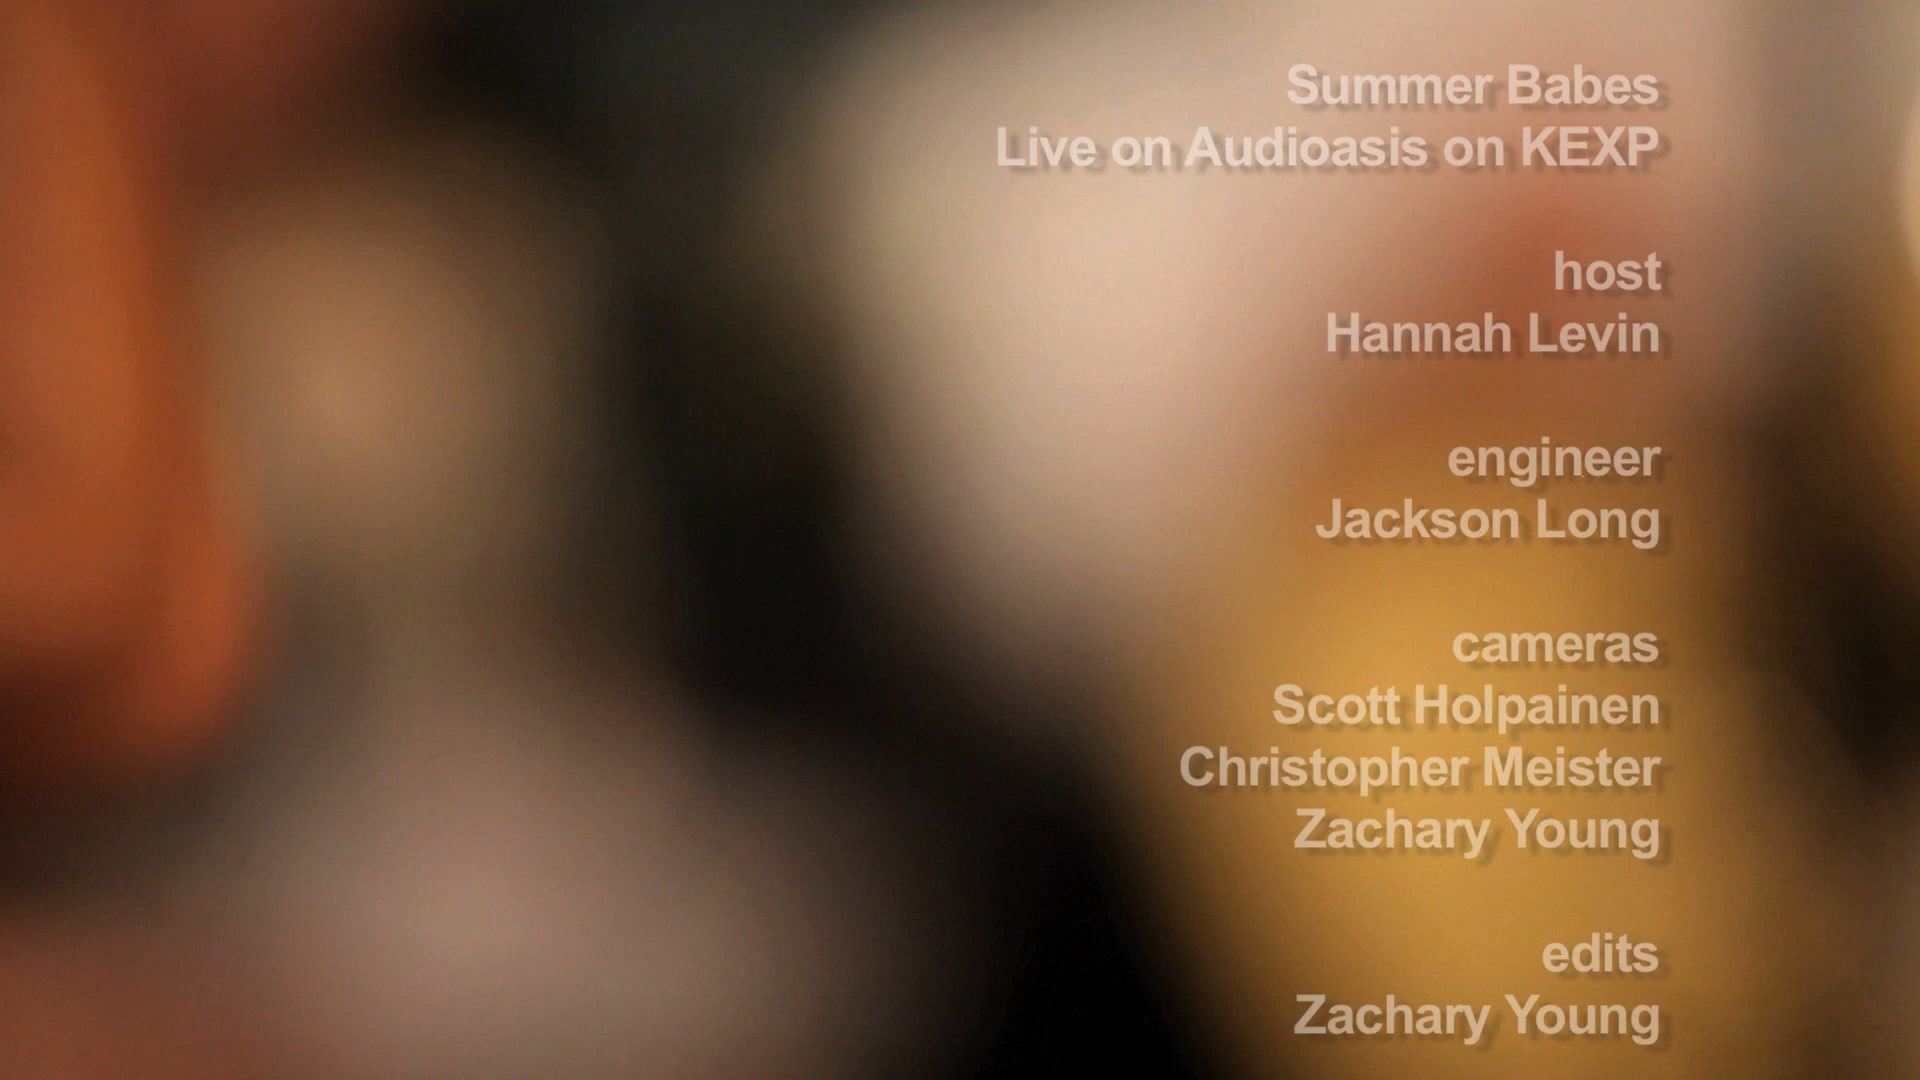 Summer Babes
Live on Audioasis on KEXP
host
Hannah Levin
engineer
Jackson Long
cameras
Scott Holpainen
Christopher Meister
Zachary Young
edits
Zachary Young